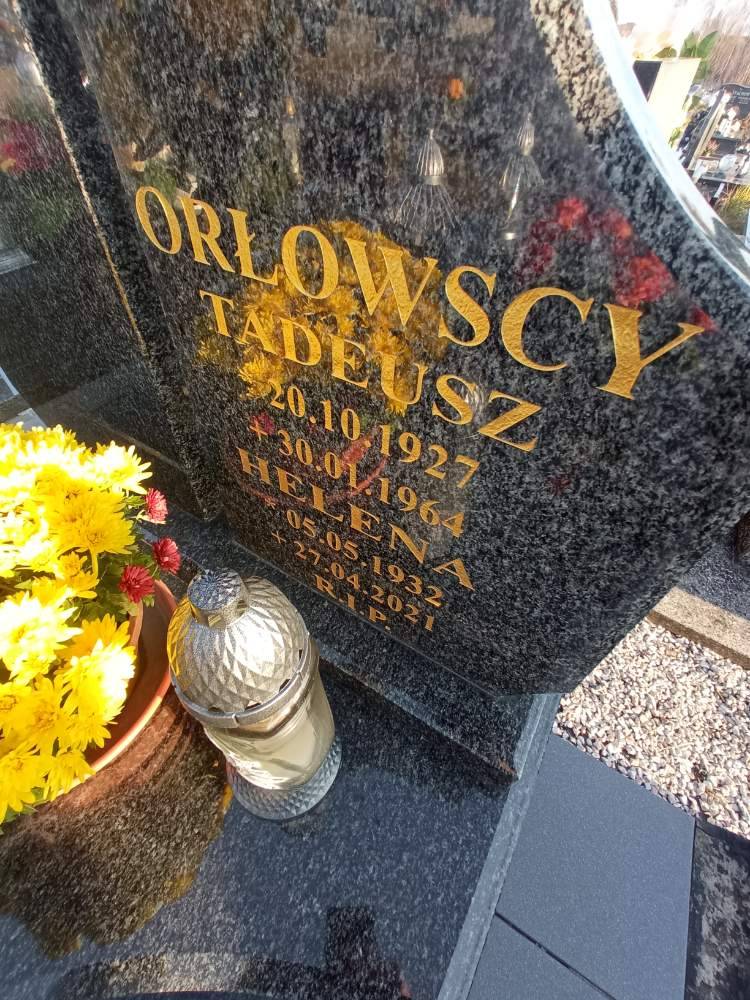 ORŁOWSCY
TADEUSZ
20.10.1927
+ 30.01.1964
HELENA
* 05.05.1932
+ 27.04.2021
R.I.P.